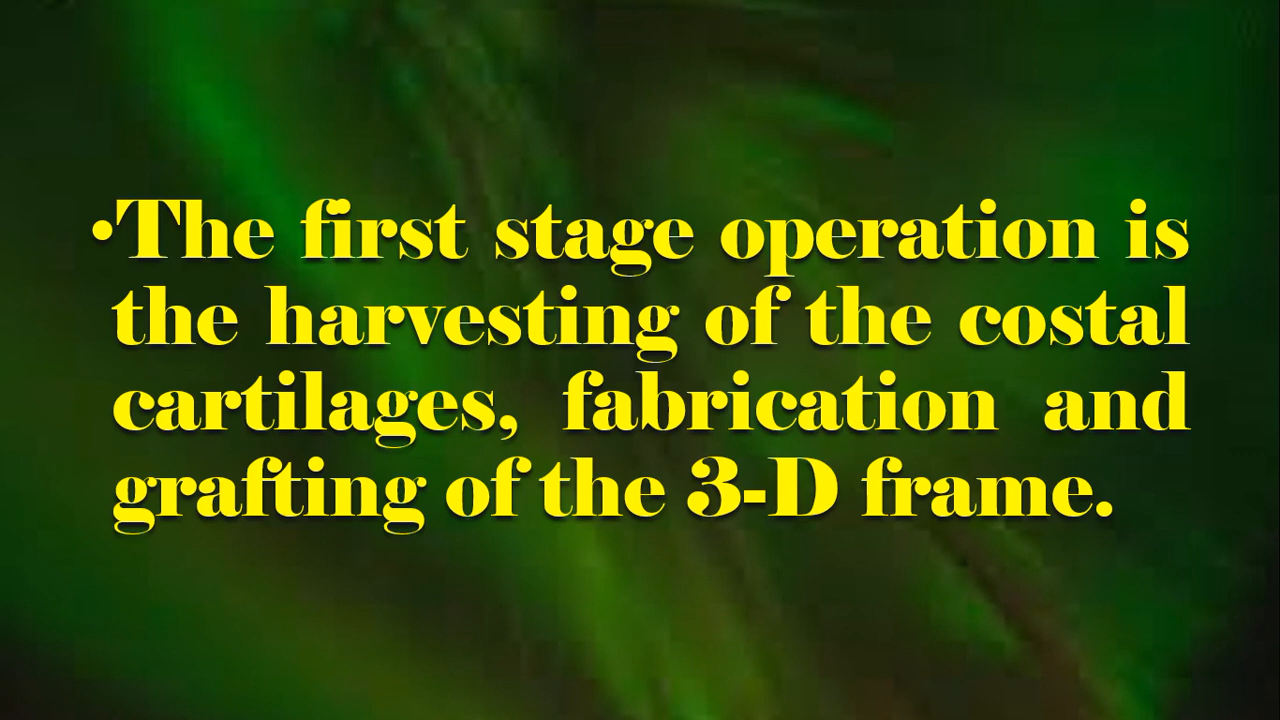 •The first stage operation is
the harvesting of the costal
cartilages, fabrication and
grafting of the 3-D frame.